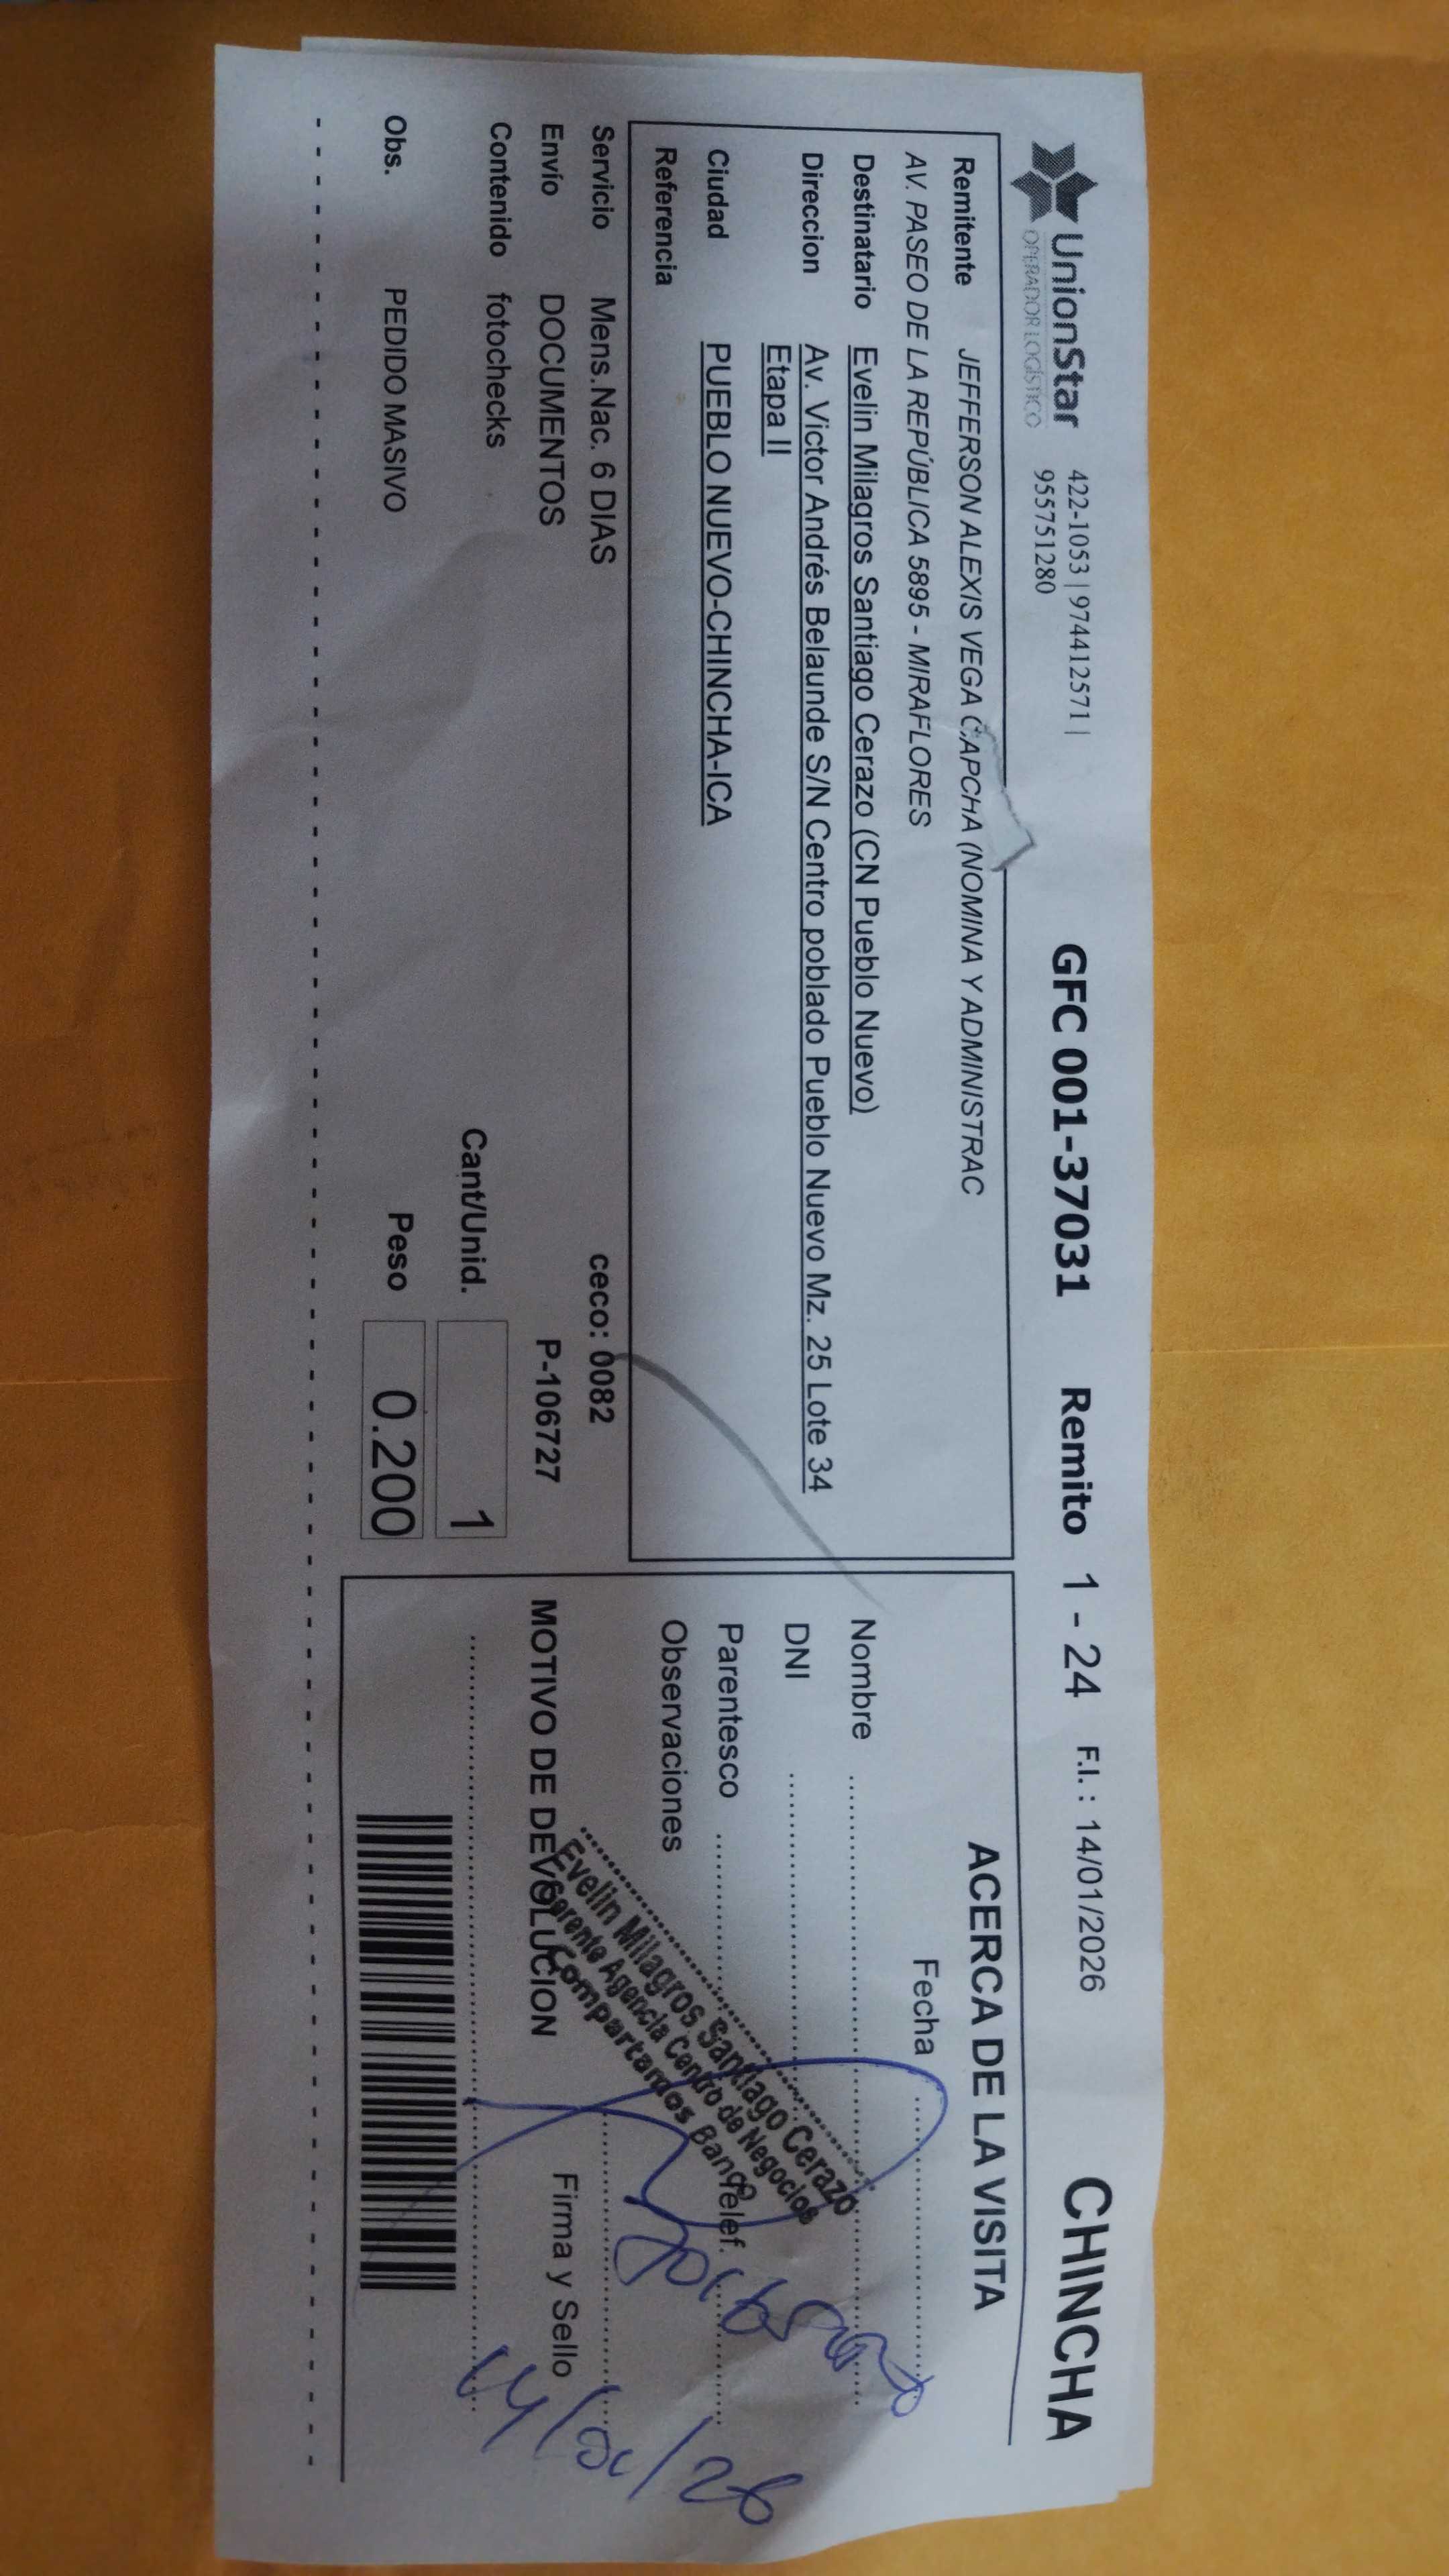 UnionStar
OPERADOR LOGÍSTICO
422-1053 | 974412571 |
955751280
GFC 001-37031 Remito 1 - 24 F.I. : 14/01/2026 CHINCHA
Remitente JEFFERSON ALEXIS VEGA CAPCHA (NOMINA Y ADMINISTRAC
AV. PASEO DE LA REPÚBLICA 5895 - MIRAFLORES
Destinatario Evelin Milagros Santiago Cerazo (CN Pueblo Nuevo)
Direccion Av. Victor Andrés Belaunde S/N Centro poblado Pueblo Nuevo Mz. 25 Lote 34
Etapa II
Ciudad PUEBLO NUEVO-CHINCHA-ICA
Referencia
Servicio Mens.Nac. 6 DIAS ceco: 0082
Envío DOCUMENTOS P-106727
Contenido fotochecks Cant/Unid. 1
Obs. PEDIDO MASIVO Peso 0.200
ACERCA DE LA VISITA
Fecha
Nombre
DNI
Parentesco Telef.
Observaciones
MOTIVO DE DEVOLUCION Firma y Sello
Evelin Milagros Santiago Cerazo
Gerente Agencia Centro de Negocios
Compartamos Banco